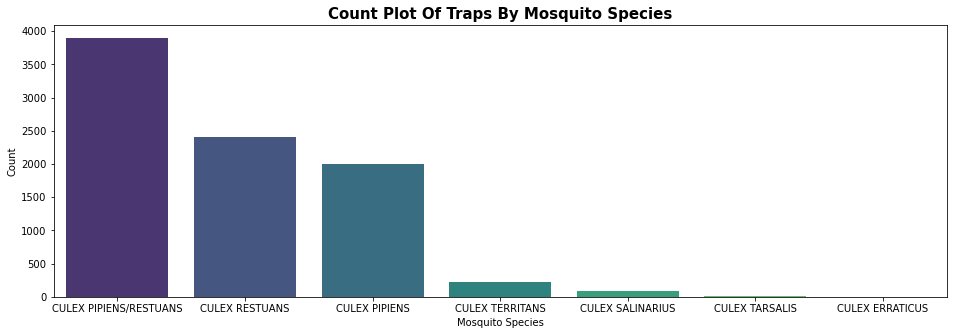 Count Plot Of Traps By Mosquito Species
4000
3500
3000
2500
2000
1500
1000
500
0
Count
CULEX PIPIENS/RESTUANS CULEX RESTUANS CULEX PIPIENS CULEX TERRITANS CULEX SALINARIUS CULEX TARSALIS CULEX ERRATICUS
Mosquito Species